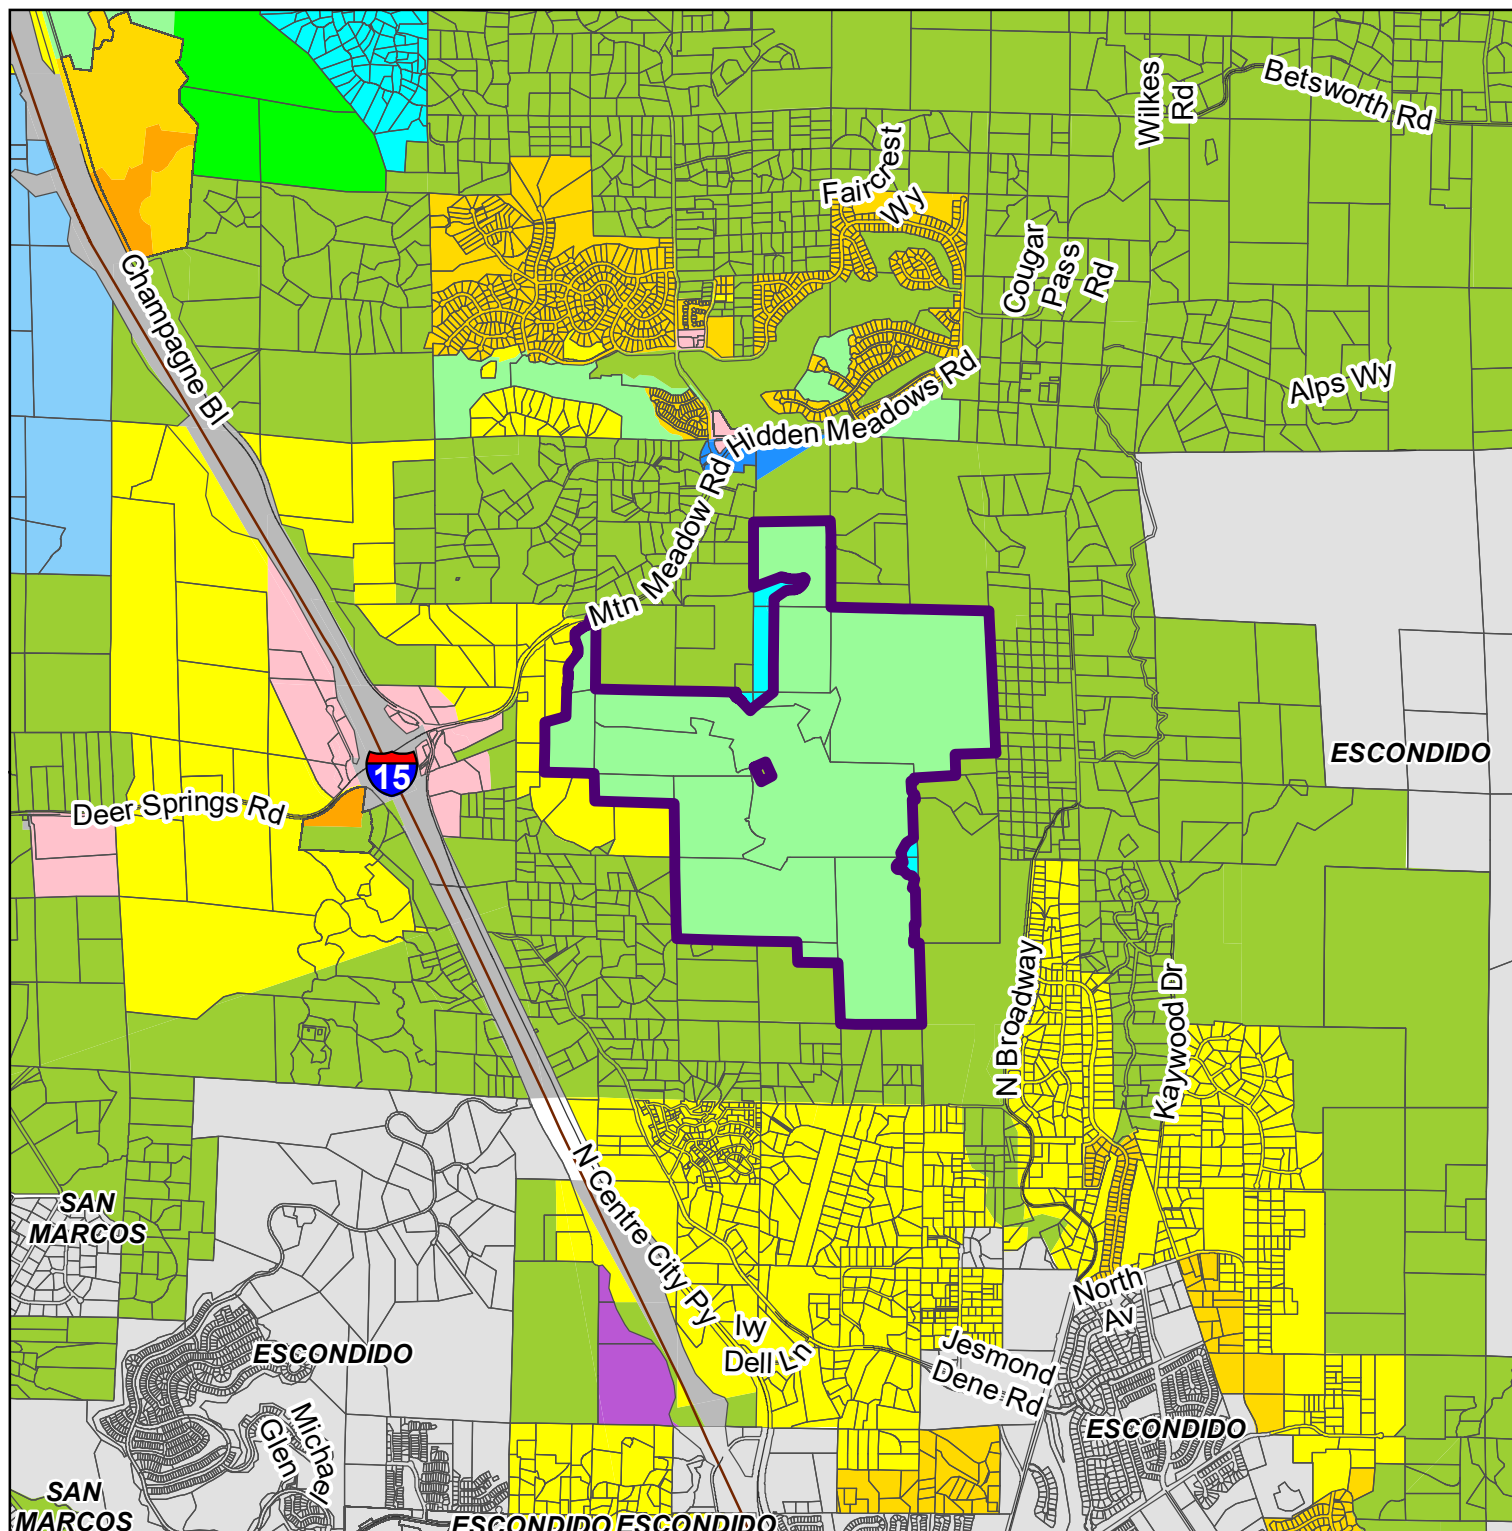 Wilkes
Rd
Betsworth Rd
Faircrest
Wy
Cougar
Pass
Rd
Champagne Bl
Alps Wy
Hidden Meadows Rd
Mtn Meadow Rd
ESCONDIDO
15
Deer Springs Rd
N Broadway
Kaywood Dr
SAN
MARCOS
N Centre City Py
North
Av
Ivy
Dell Ln
Jesmond
Dene Rd
ESCONDIDO
ESCONDIDO
Michael
Glen
SAN
MARCOS
ESCONDIDO
ESCONDIDO